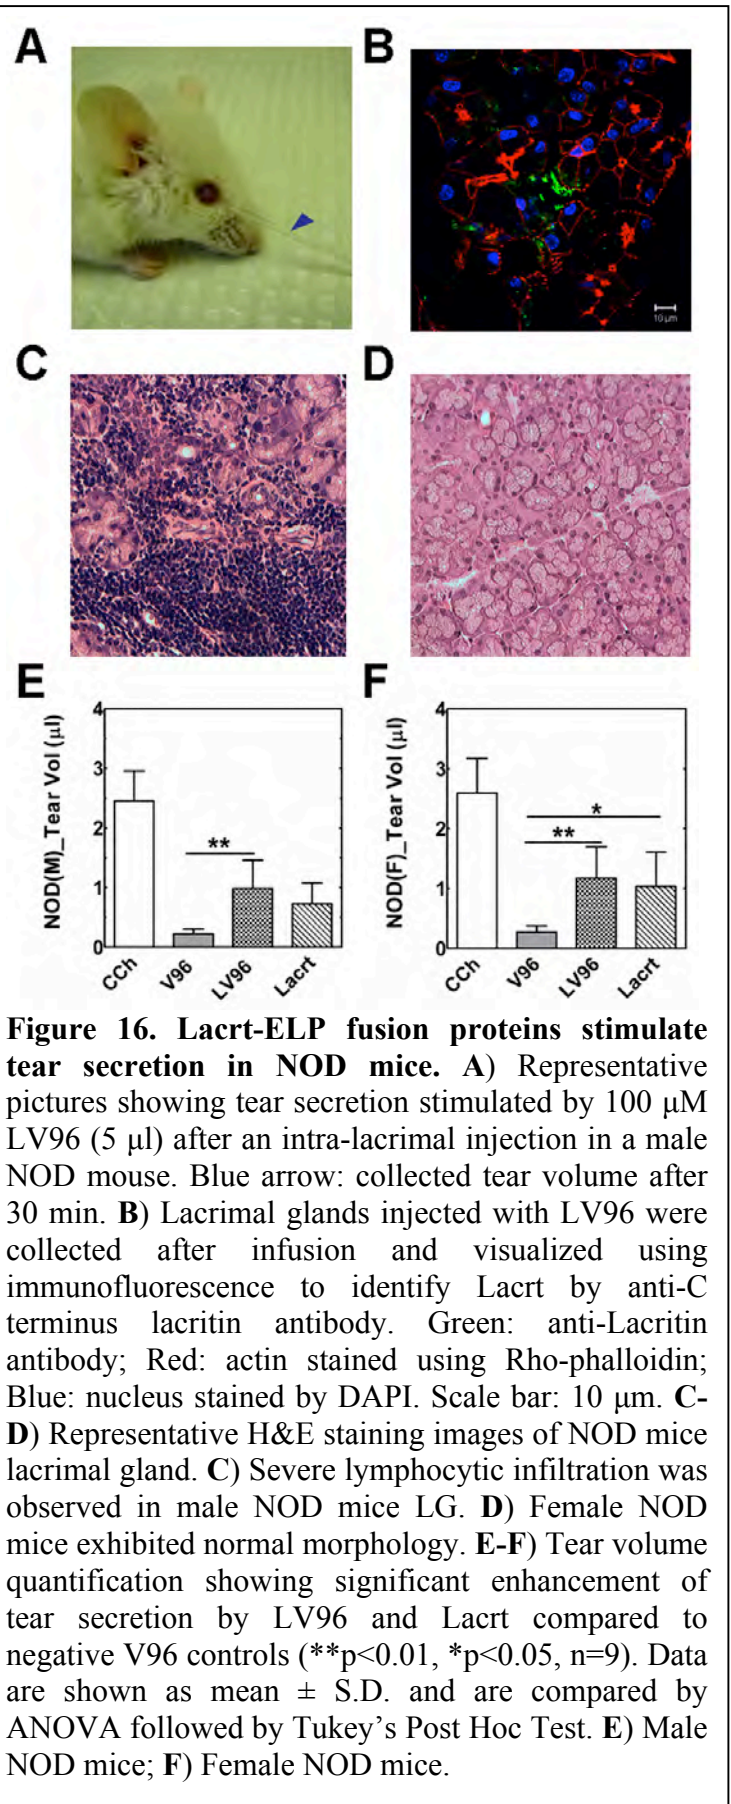 A
B
10 μm
C
D
E
F
NOD(M)_Tear Vol (μl)
4
3
2
1
0
**
CCh
V96
LV96
Lacrt
NOD(F)_Tear Vol (μl)
4
3
2
1
0
*
**
CCh
V96
LV96
Lacrt
Figure 16. Lacrt-ELP fusion proteins stimulate
tear secretion in NOD mice. A) Representative
pictures showing tear secretion stimulated by 100 μM
LV96 (5 μl) after an intra-lacrimal injection in a male
NOD mouse. Blue arrow: collected tear volume after
30 min. B) Lacrimal glands injected with LV96 were
collected after infusion and visualized using
immunofluorescence to identify Lacrt by anti-C
terminus lacritin antibody. Green: anti-Lacritin
antibody; Red: actin stained using Rho-phalloidin;
Blue: nucleus stained by DAPI. Scale bar: 10 μm. C-
D) Representative H&E staining images of NOD mice
lacrimal gland. C) Severe lymphocytic infiltration was
observed in male NOD mice LG. D) Female NOD
mice exhibited normal morphology. E-F) Tear volume
quantification showing significant enhancement of
tear secretion by LV96 and Lacrt compared to
negative V96 controls (**p<0.01, *p<0.05, n=9). Data
are shown as mean ± S.D. and are compared by
ANOVA followed by Tukey’s Post Hoc Test. E) Male
NOD mice; F) Female NOD mice.